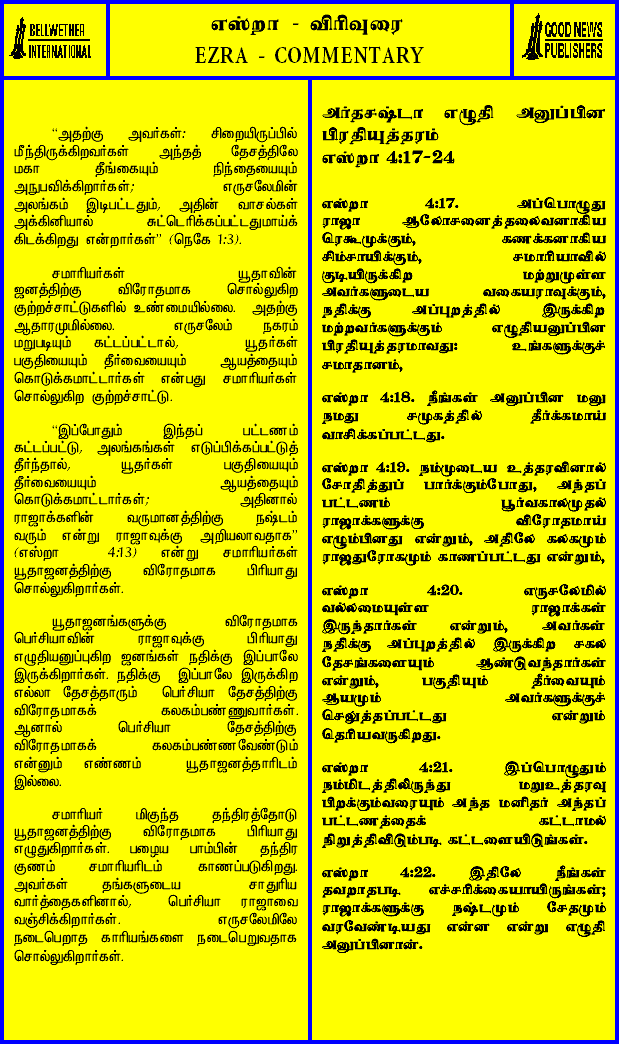 BELLWETHER
INTERNATIONAL
எஸ்றா - விரிவுரை
EZRA - COMMENTARY
GOOD NEWS
PUBLISHERS
"அதற்கு அவர்கள்: சிறையிருப்பில்
மீந்திருக்கிறவர்கள் அந்தத் தேசத்திலே
மகா தீங்கையும் நிந்தையையும்
அநுபவிக்கிறார்கள்; எருசலேமின்
அலங்கம் இடிபட்டதும், அதின் வாசல்கள்
அக்கினியால் சுட்டெரிக்கப்பட்டதுமாய்க்
கிடக்கிறது என்றார்கள்" (நெகே 1:3).
சமாரியர்கள் யூதாவின்
ஜனத்திற்கு விரோதமாக சொல்லுகிற
குற்றச்சாட்டுகளில் உண்மையில்லை. அதற்கு
ஆதாரமுமில்லை. எருசலேம் நகரம்
மறுபடியும் கட்டப்பட்டால், யூதர்கள்
பகுதியையும் தீர்வையையும் ஆயத்தையும்
கொடுக்கமாட்டார்கள் என்பது சமாரியர்கள்
சொல்லுகிற குற்றச்சாட்டு.
"இப்போதும் இந்தப் பட்டணம்
கட்டப்பட்டு, அலங்கங்கள் எடுப்பிக்கப்பட்டுத்
தீர்ந்தால், யூதர்கள் பகுதியையும்
தீர்வையையும் ஆயத்தையும்
கொடுக்கமாட்டார்கள்; அதினால்
ராஜாக்களின் வருமானத்திற்கு நஷ்டம்
வரும் என்று ராஜாவுக்கு அறியலாவதாக"
(எஸ்றா 4:13) என்று சமாரியர்கள்
யூதாஜனத்திற்கு விரோதமாக பிரியாது
சொல்லுகிறார்கள்.
யூதாஜனங்களுக்கு விரோதமாக
பெர்சியாவின் ராஜாவுக்கு பிரியாது
எழுதியனுப்புகிற ஜனங்கள் நதிக்கு இப்பாலே
இருக்கிறார்கள். நதிக்கு இப்பாலே இருக்கிற
எல்லா தேசத்தாரும் பெர்சியா தேசத்திற்கு
விரோதமாகக் கலகம்பண்ணுவார்கள்.
ஆனால் பெர்சியா தேசத்திற்கு
விரோதமாகக் கலகம்பண்ணவேண்டும்
என்னும் எண்ணம் யூதாஜனத்தாரிடம்
இல்லை.
சமாரியர் மிகுந்த தந்திரத்தோடு
யூதாஜனத்திற்கு விரோதமாக பிரியாது
எழுதுகிறார்கள். பழைய பாம்பின் தந்திர
குணம் சமாரியரிடம் காணப்படுகிறது.
அவர்கள் தங்களுடைய சாதுரிய
வார்த்தைகளினால், பெர்சியா ராஜாவை
வஞ்சிக்கிறார்கள். எருசலேமிலே
நடைபெறாத காரியங்களை நடைபெறுவதாக
சொல்லுகிறார்கள்.
அர்தசஷ்டா எழுதி அனுப்பின
பிரதியுத்தரம்
எஸ்றா 4:17-24
எஸ்றா 4:17. அப்பொழுது
ராஜா ஆலோசனைத்தலைவனாகிய
ரெகூமுக்கும், கணக்கனாகிய
சிம்சாயிக்கும், சமாரியாவில்
குடியிருக்கிற மற்றுமுள்ள
அவர்களுடைய வகையராவுக்கும்,
நதிக்கு அப்புறத்தில் இருக்கிற
மற்றவர்களுக்கும் எழுதியனுப்பின
பிரதியுத்தரமாவது: உங்களுக்குச்
சமாதானம்,
எஸ்றா 4:18. நீங்கள் அனுப்பின மனு
நமது சமுகத்தில் தீர்க்கமாய்
வாசிக்கப்பட்டது.
எஸ்றா 4:19. நம்முடைய உத்தரவினால்
சோதித்துப் பார்க்கும்போது, அந்தப்
பட்டணம் பூர்வகாலமுதல்
ராஜாக்களுக்கு விரோதமாய்
எழும்பினது என்றும், அதிலே கலகமும்
ராஜதுரோகமும் காணப்பட்டது என்றும்,
எஸ்றா 4:20. எருசலேமில்
வல்லமையுள்ள ராஜாக்கள்
இருந்தார்கள் என்றும், அவர்கள்
நதிக்கு அப்புறத்தில் இருக்கிற சகல
தேசங்களையும் ஆண்டுவந்தார்கள்
என்றும், பகுதியும் தீர்வையும்
ஆயமும் அவர்களுக்குச்
செலுத்தப்பட்டது என்றும்
தெரியவருகிறது.
எஸ்றா 4:21. இப்பொழுதும்
நம்மிடத்திலிருந்து மறுஉத்தரவு
பிறக்கும்வரையும் அந்த மனிதர் அந்தப்
பட்டணத்தைக் கட்டாமல்
நிறுத்திவிடும்படி கட்டளையிடுங்கள்.
எஸ்றா 4:22. இதிலே நீங்கள்
தவறாதபடி எச்சரிக்கையாயிருங்கள்;
ராஜாக்களுக்கு நஷ்டமும் சேதமும்
வரவேண்டியது என்ன என்று எழுதி
அனுப்பினான்.